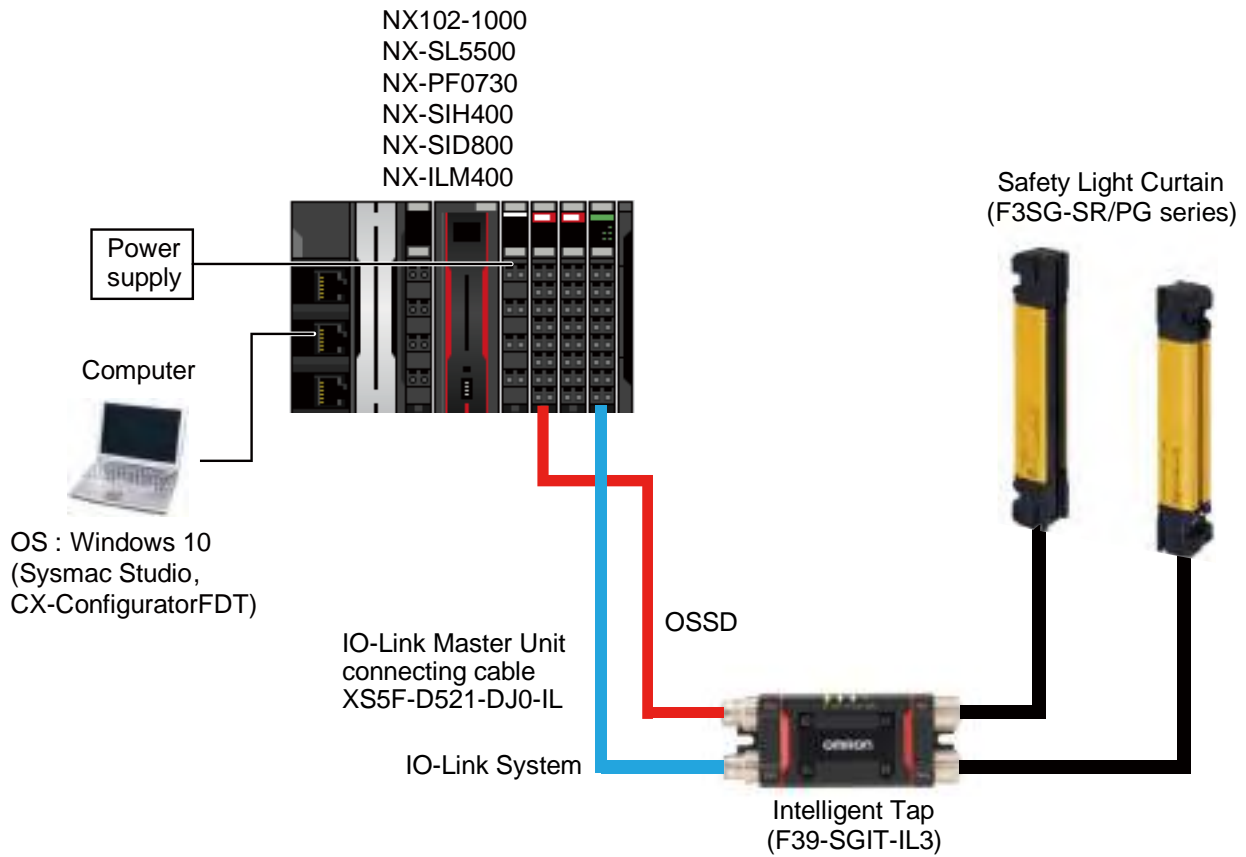 NX102-1000
NX-SL5500
NX-PF0730
NX-SIH400
NX-SID800
NX-ILM400
Safety Light Curtain
(F3SG-SR/PG series)
Power
supply
Computer
OS : Windows 10
(Sysmac Studio,
CX-ConfiguratorFDT)
OSSD
IO-Link Master Unit
connecting cable
XS5F-D521-DJ0-IL
omron
IO-Link System
Intelligent Tap
(F39-SGIT-IL3)